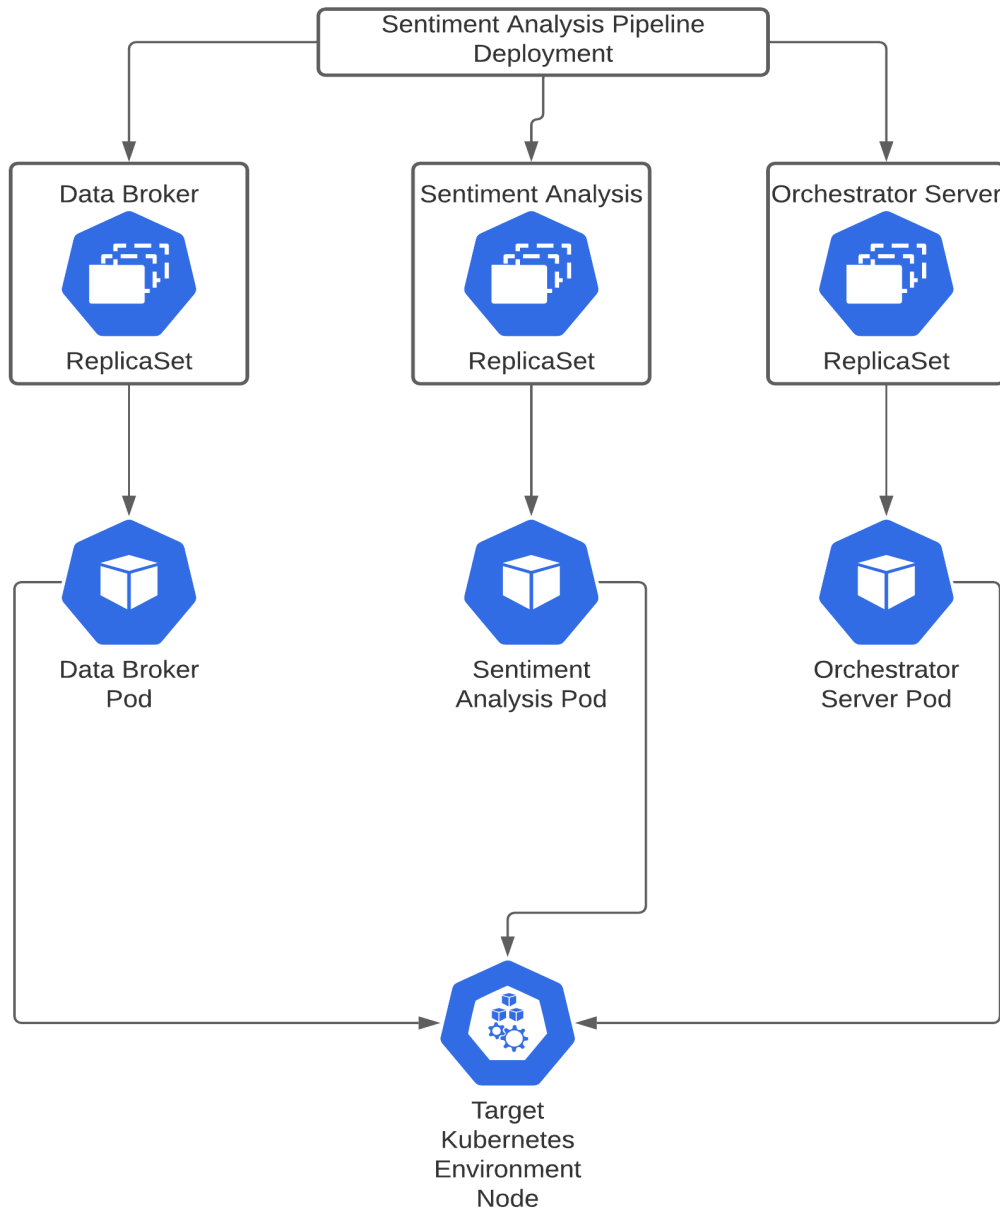 Sentiment Analysis Pipeline
Deployment
Data Broker
ReplicaSet
Sentiment Analysis
ReplicaSet
Orchestrator Server
ReplicaSet
Data Broker
Pod
Sentiment
Analysis Pod
Orchestrator
Server Pod
Target
Kubernetes
Environment
Node